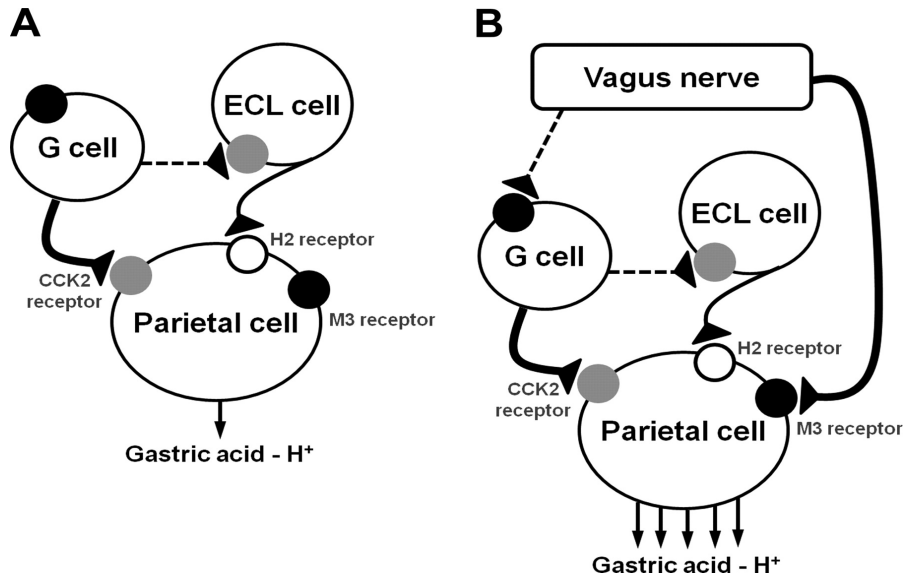 A
ECL cell
G cell
H2 receptor
CCK2
receptor
Parietal cell
M3 receptor
Gastric acid - H⁺
B
Vagus nerve
ECL cell
G cell
H2 receptor
CCK2
receptor
Parietal cell
M3 receptor
Gastric acid - H⁺